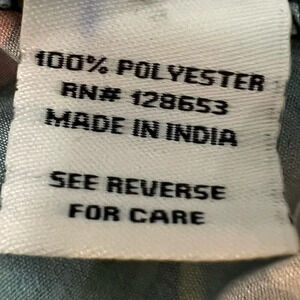 100% POLYESTER
RN# 128653
MADE IN INDIA
SEE REVERSE
FOR CARE